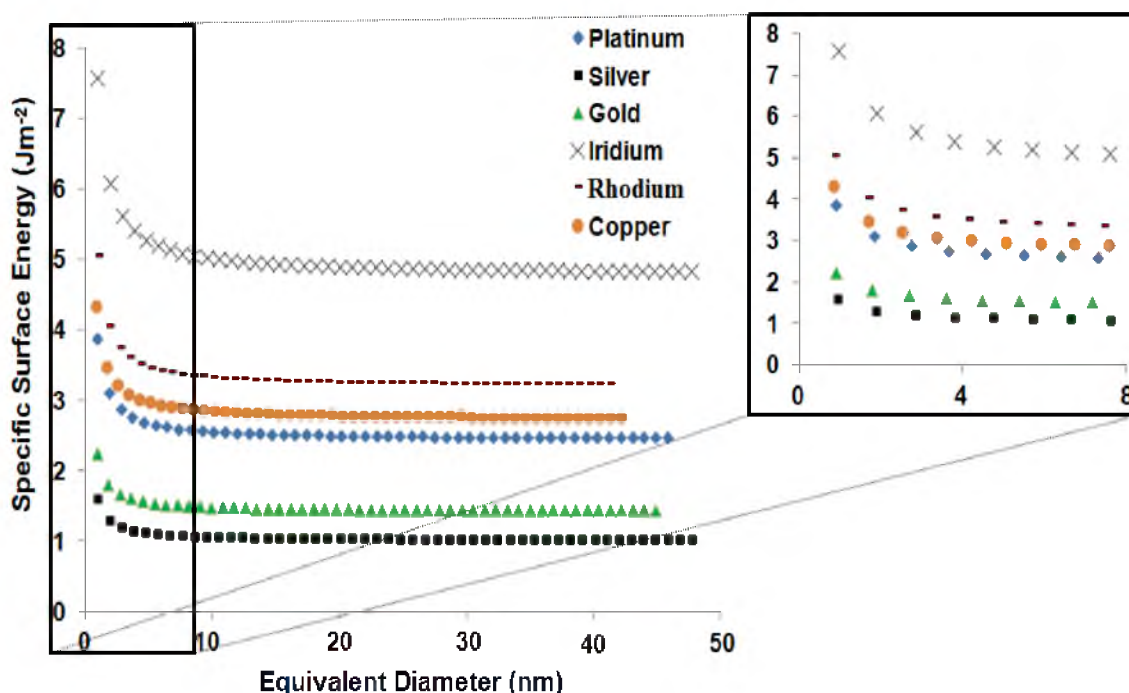 8
7
6
5
4
3
2
1
0
0 10 20 30 40 50
Specific Surface Energy (Jm⁻²)
Equivalent Diameter (nm)
Platinum
Silver
Gold
Iridium
Rhodium
Copper
8
7
6
5
4
3
2
1
0
0 4 8